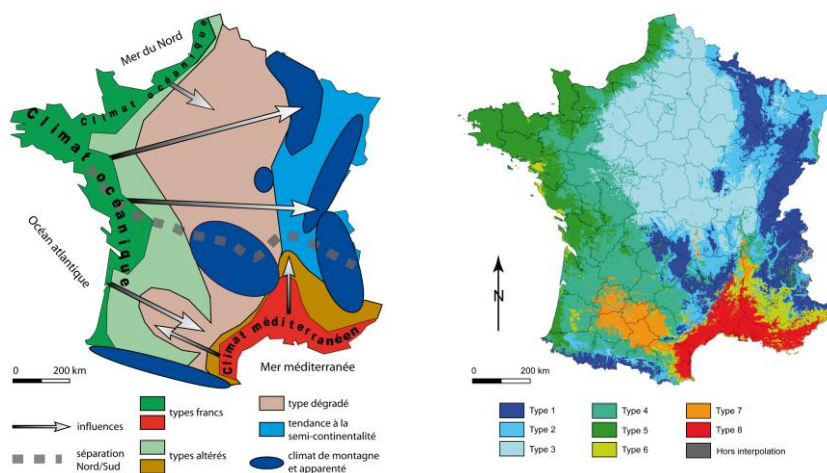 Mer du Nord
Climat océanique
Climat océanique
Océan atlantique
Climat méditerranéen
Mer méditerranée
0 200 km
influences
séparation
Nord/Sud
types francs
types altérés
type dégradé
tendance à la
semi-continentalité
climat de montagne
et apparenté
N
0 200 km
Type 1
Type 2
Type 3
Type 4
Type 5
Type 6
Type 7
Type 8
Hors interpolation